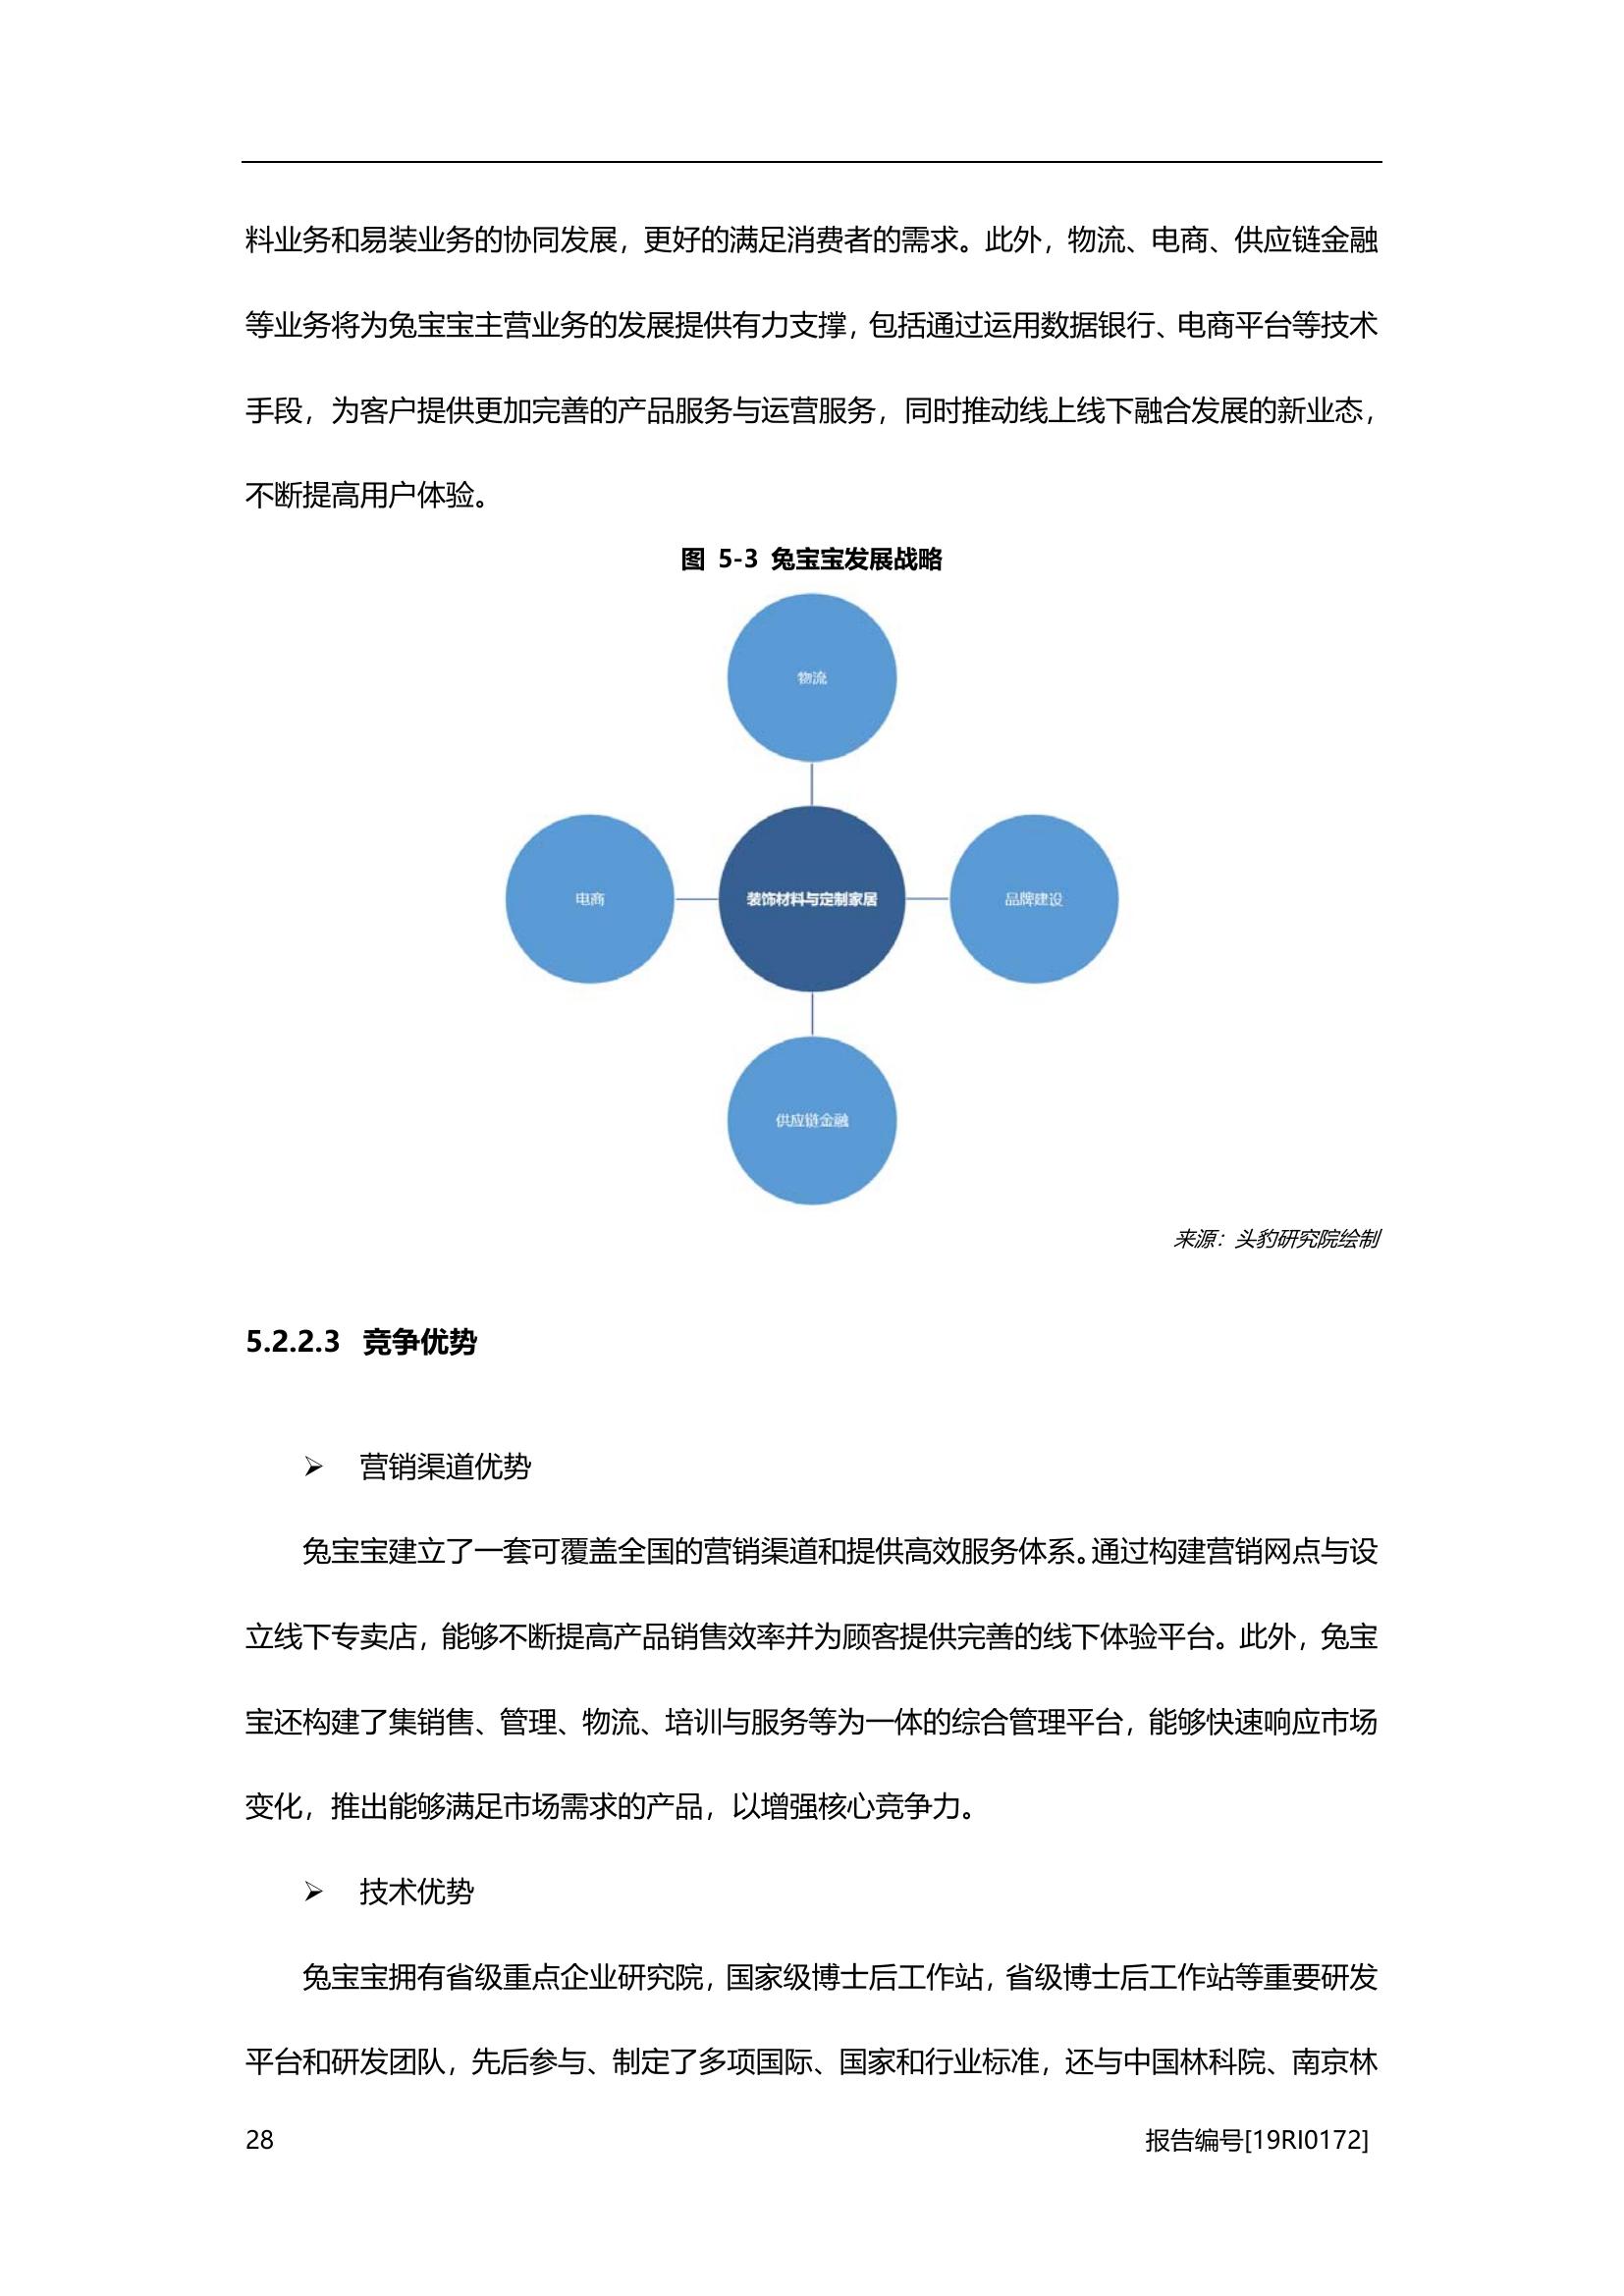 料业务和易装业务的协同发展，更好的满足消费者的需求。此外，物流、电商、供应链金融
等业务将为兔宝宝主营业务的发展提供有力支撑，包括通过运用数据银行、电商平台等技术
手段，为客户提供更加完善的产品服务与运营服务，同时推动线上线下融合发展的新业态，
不断提高用户体验。
图 5-3 兔宝宝发展战略
物流
电商
装饰材料与定制家居
品牌建设
供应链金融
来源：头豹研究院绘制
5.2.2.3 竞争优势
➢ 营销渠道优势
兔宝宝建立了一套可覆盖全国的营销渠道和提供高效服务体系。通过构建营销网点与设
立线下专卖店，能够不断提高产品销售效率并为顾客提供完善的线下体验平台。此外，兔宝
宝还构建了集销售、管理、物流、培训与服务等为一体的综合管理平台，能够快速响应市场
变化，推出能够满足市场需求的产品，以增强核心竞争力。
➢ 技术优势
兔宝宝拥有省级重点企业研究院，国家级博士后工作站，省级博士后工作站等重要研发
平台和研发团队，先后参与、制定了多项国际、国家和行业标准，还与中国林科院、南京林
28
报告编号[19RI0172]